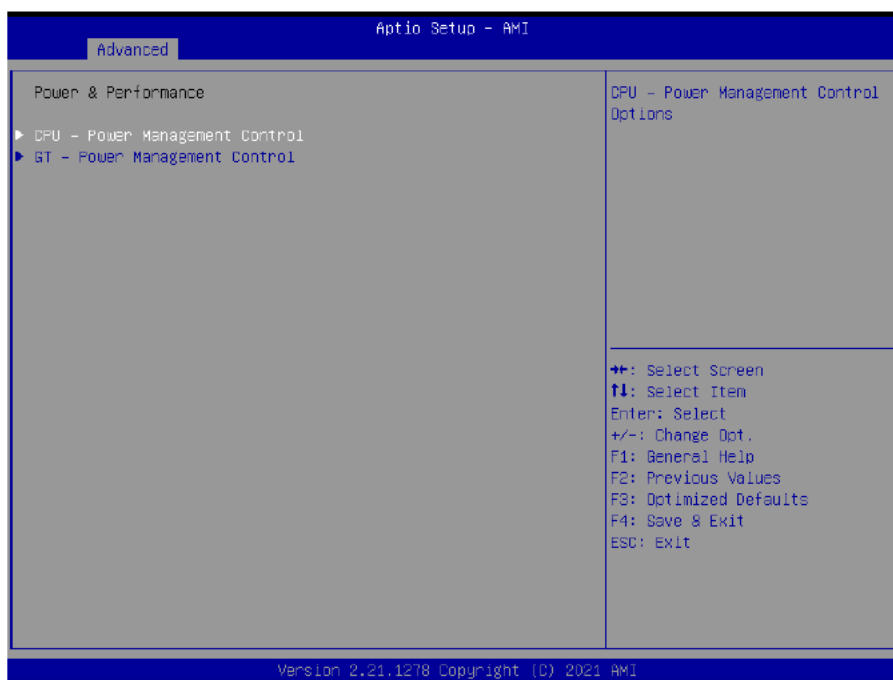 Aptio Setup - AMI
Advanced
Power & Performance
▶ CPU - Power Management Control
▶ GT - Power Management Control
CPU - Power Management Control
Options
→←: Select Screen
↑↓: Select Item
Enter: Select
+/-: Change Opt.
F1: General Help
F2: Previous Values
F3: Optimized Defaults
F4: Save & Exit
ESC: Exit
Version 2.21.1278 Copyright (C) 2021 AMI